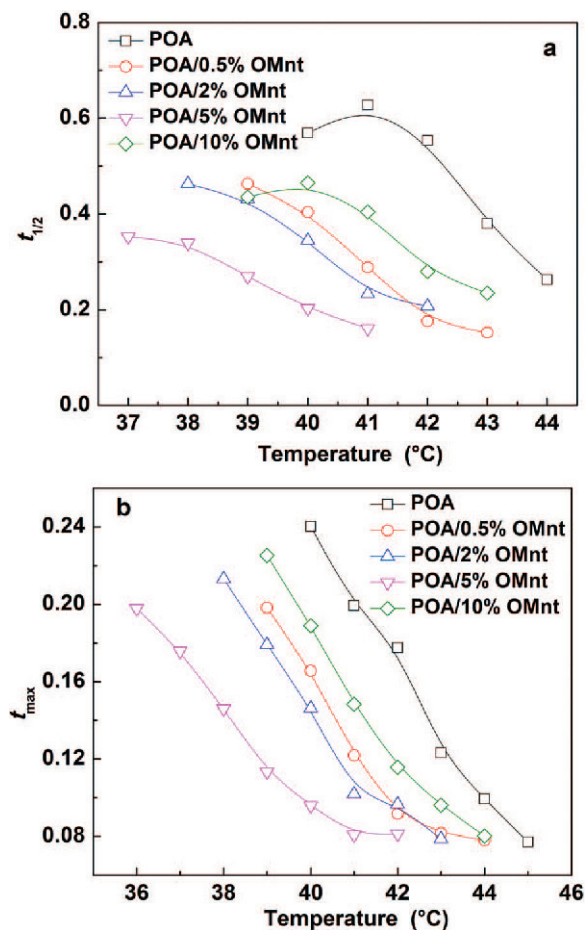 a
0.8
0.6
0.4
0.2
0.0
t1/2
POA
POA/0.5% OMnt
POA/2% OMnt
POA/5% OMnt
POA/10% OMnt
37 38 39 40 41 42 43 44
Temperature (°C)
b
0.24
0.20
0.16
0.12
0.08
tmax
POA
POA/0.5% OMnt
POA/2% OMnt
POA/5% OMnt
POA/10% OMnt
36 38 40 42 44 46
Temperature (°C)